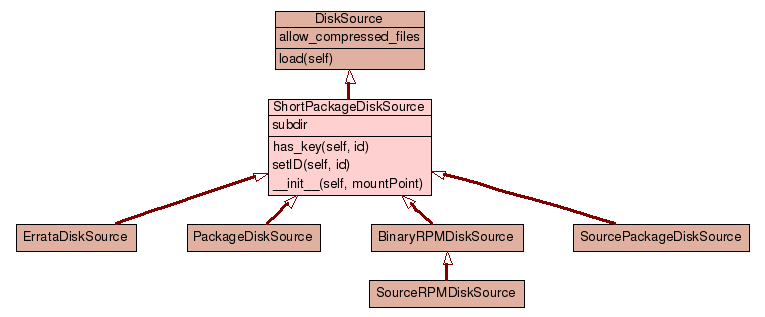 DiskSource
allow_compressed_files
load(self)
ShortPackageDiskSource
subdir
has_key(self, id)
setID(self, id)
__init__(self, mountPoint)
ErrataDiskSource
PackageDiskSource
BinaryRPMDiskSource
SourcePackageDiskSource
SourceRPMDiskSource